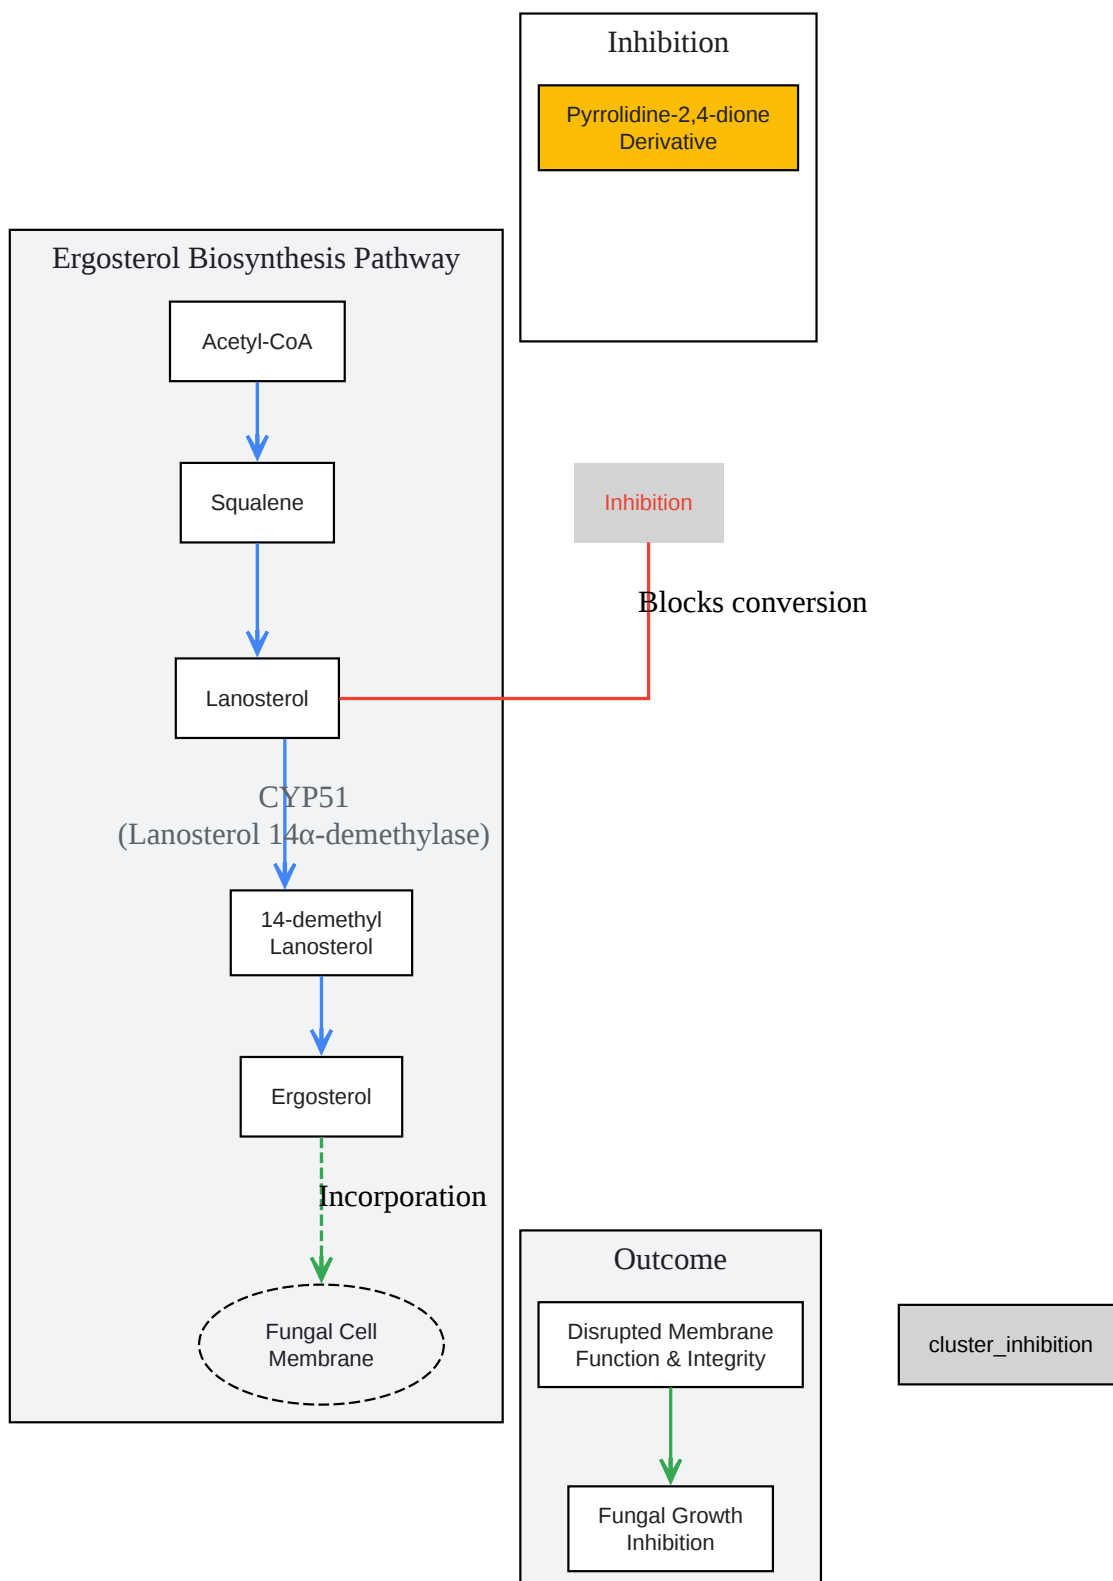 Inhibition
Pyrrolidine-2,4-dione
Derivative
Ergosterol Biosynthesis Pathway
Acetyl-CoA
Squalene
Inhibition
Blocks conversion
Lanosterol
CYP51
(Lanosterol 14α-demethylase)
14-demethyl
Lanosterol
Ergosterol
Incorporation
Fungal Cell
Membrane
Outcome
Disrupted Membrane
Function & Integrity
Fungal Growth
Inhibition
cluster_inhibition